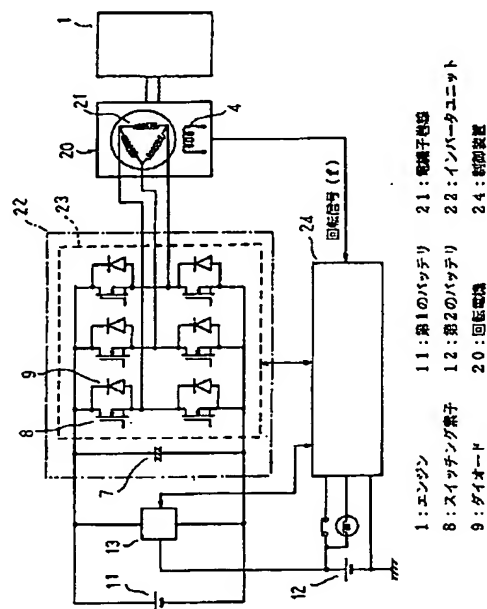 1
20
21
4
22
23
回転信号 (f)
24
9
8
7
13
11
12
1：エンジン
8：スイッチング素子
9：ダイオード
11：第1のバッテリ
12：第2のバッテリ
20：回転電機
21：電機子巻線
22：インバータユニット
24：制御装置